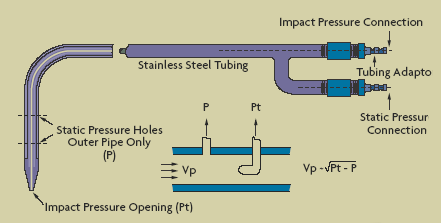 Impact Pressure Connection
Stainless Steel Tubing
Tubing Adapto
Static Pressur
Connection
Static Pressure Holes
Outer Pipe Only
(P)
P
Pt
Vp
Vp -√Pt - P
Impact Pressure Opening (Pt)